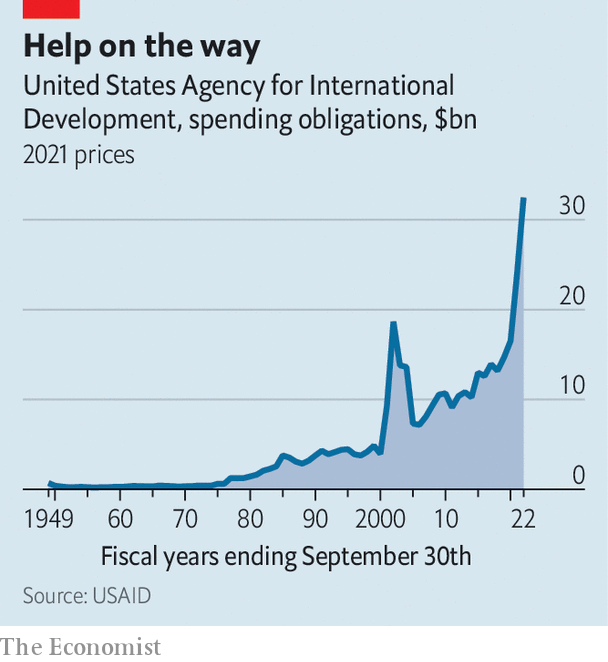 Help on the way
United States Agency for International
Development, spending obligations, $bn
2021 prices
30
20
10
0
1949 60 70 80 90 2000 10 22
Fiscal years ending September 30th
Source: USAID
The Economist